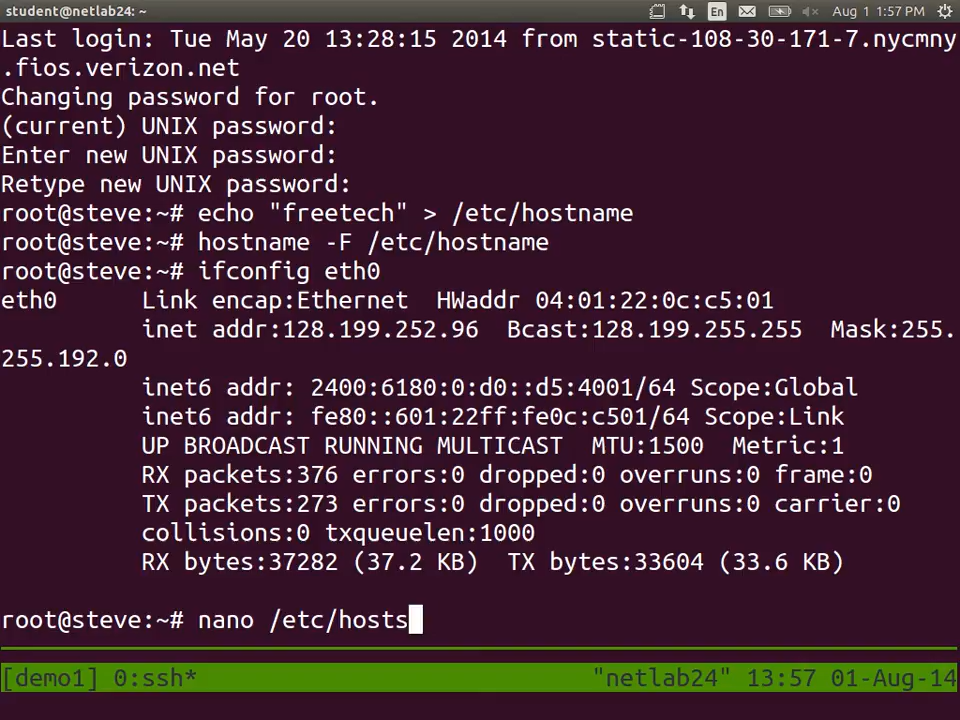 student@netlab24: ~
En
Aug 1 1:57 PM
Last login: Tue May 20 13:28:15 2014 from static-108-30-171-7.nycmny
.fios.verizon.net
Changing password for root.
(current) UNIX password:
Enter new UNIX password:
Retype new UNIX password:
root@steve:~# echo "freetech" > /etc/hostname
root@steve:~# hostname -F /etc/hostname
root@steve:~# ifconfig eth0
eth0      Link encap:Ethernet  HWaddr 04:01:22:0c:c5:01
          inet addr:128.199.252.96  Bcast:128.199.255.255  Mask:255.
255.192.0
          inet6 addr: 2400:6180:0:d0::d5:4001/64 Scope:Global
          inet6 addr: fe80::601:22ff:fe0c:c501/64 Scope:Link
          UP BROADCAST RUNNING MULTICAST  MTU:1500  Metric:1
          RX packets:376 errors:0 dropped:0 overruns:0 frame:0
          TX packets:273 errors:0 dropped:0 overruns:0 carrier:0
          collisions:0 txqueuelen:1000
          RX bytes:37282 (37.2 KB)  TX bytes:33604 (33.6 KB)
root@steve:~# nano /etc/hosts
[demo1] 0:ssh* "netlab24" 13:57 01-Aug-14